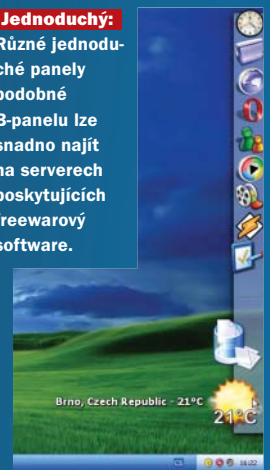 Jednoduchý:
Různé jednodu-
ché panely
podobné
B-panelu lze
snadno najít
na serverech
poskytujících
freewarový
software.
Brno, Czech Republic - 21°C
21°C
16:22